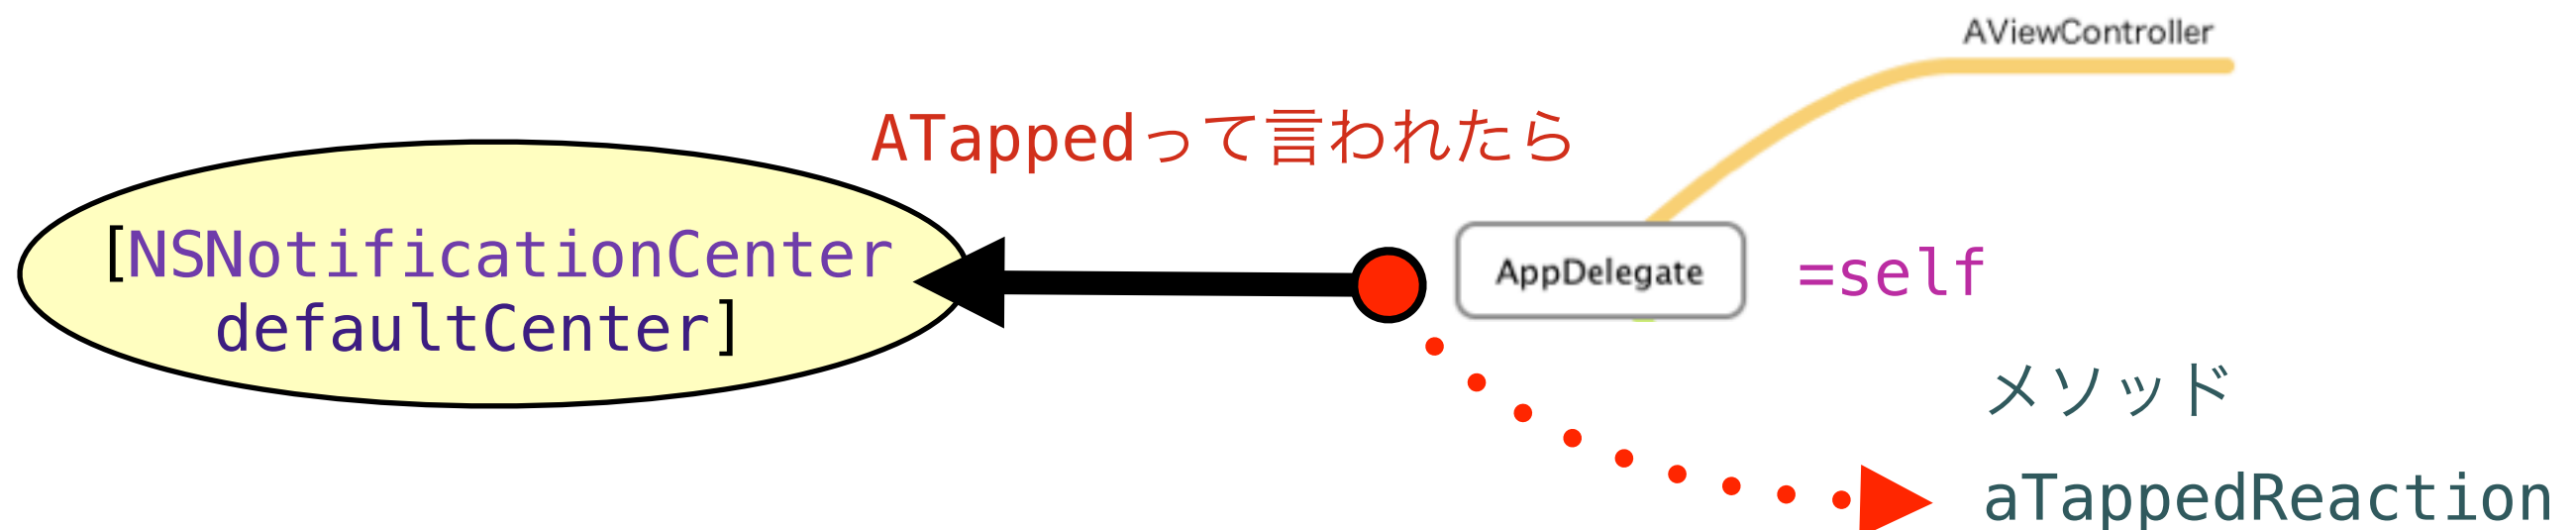 AViewController
ATappedって言われたら
[NSNotificationCenter
defaultCenter]
AppDelegate
=self
メソッド
aTappedReaction